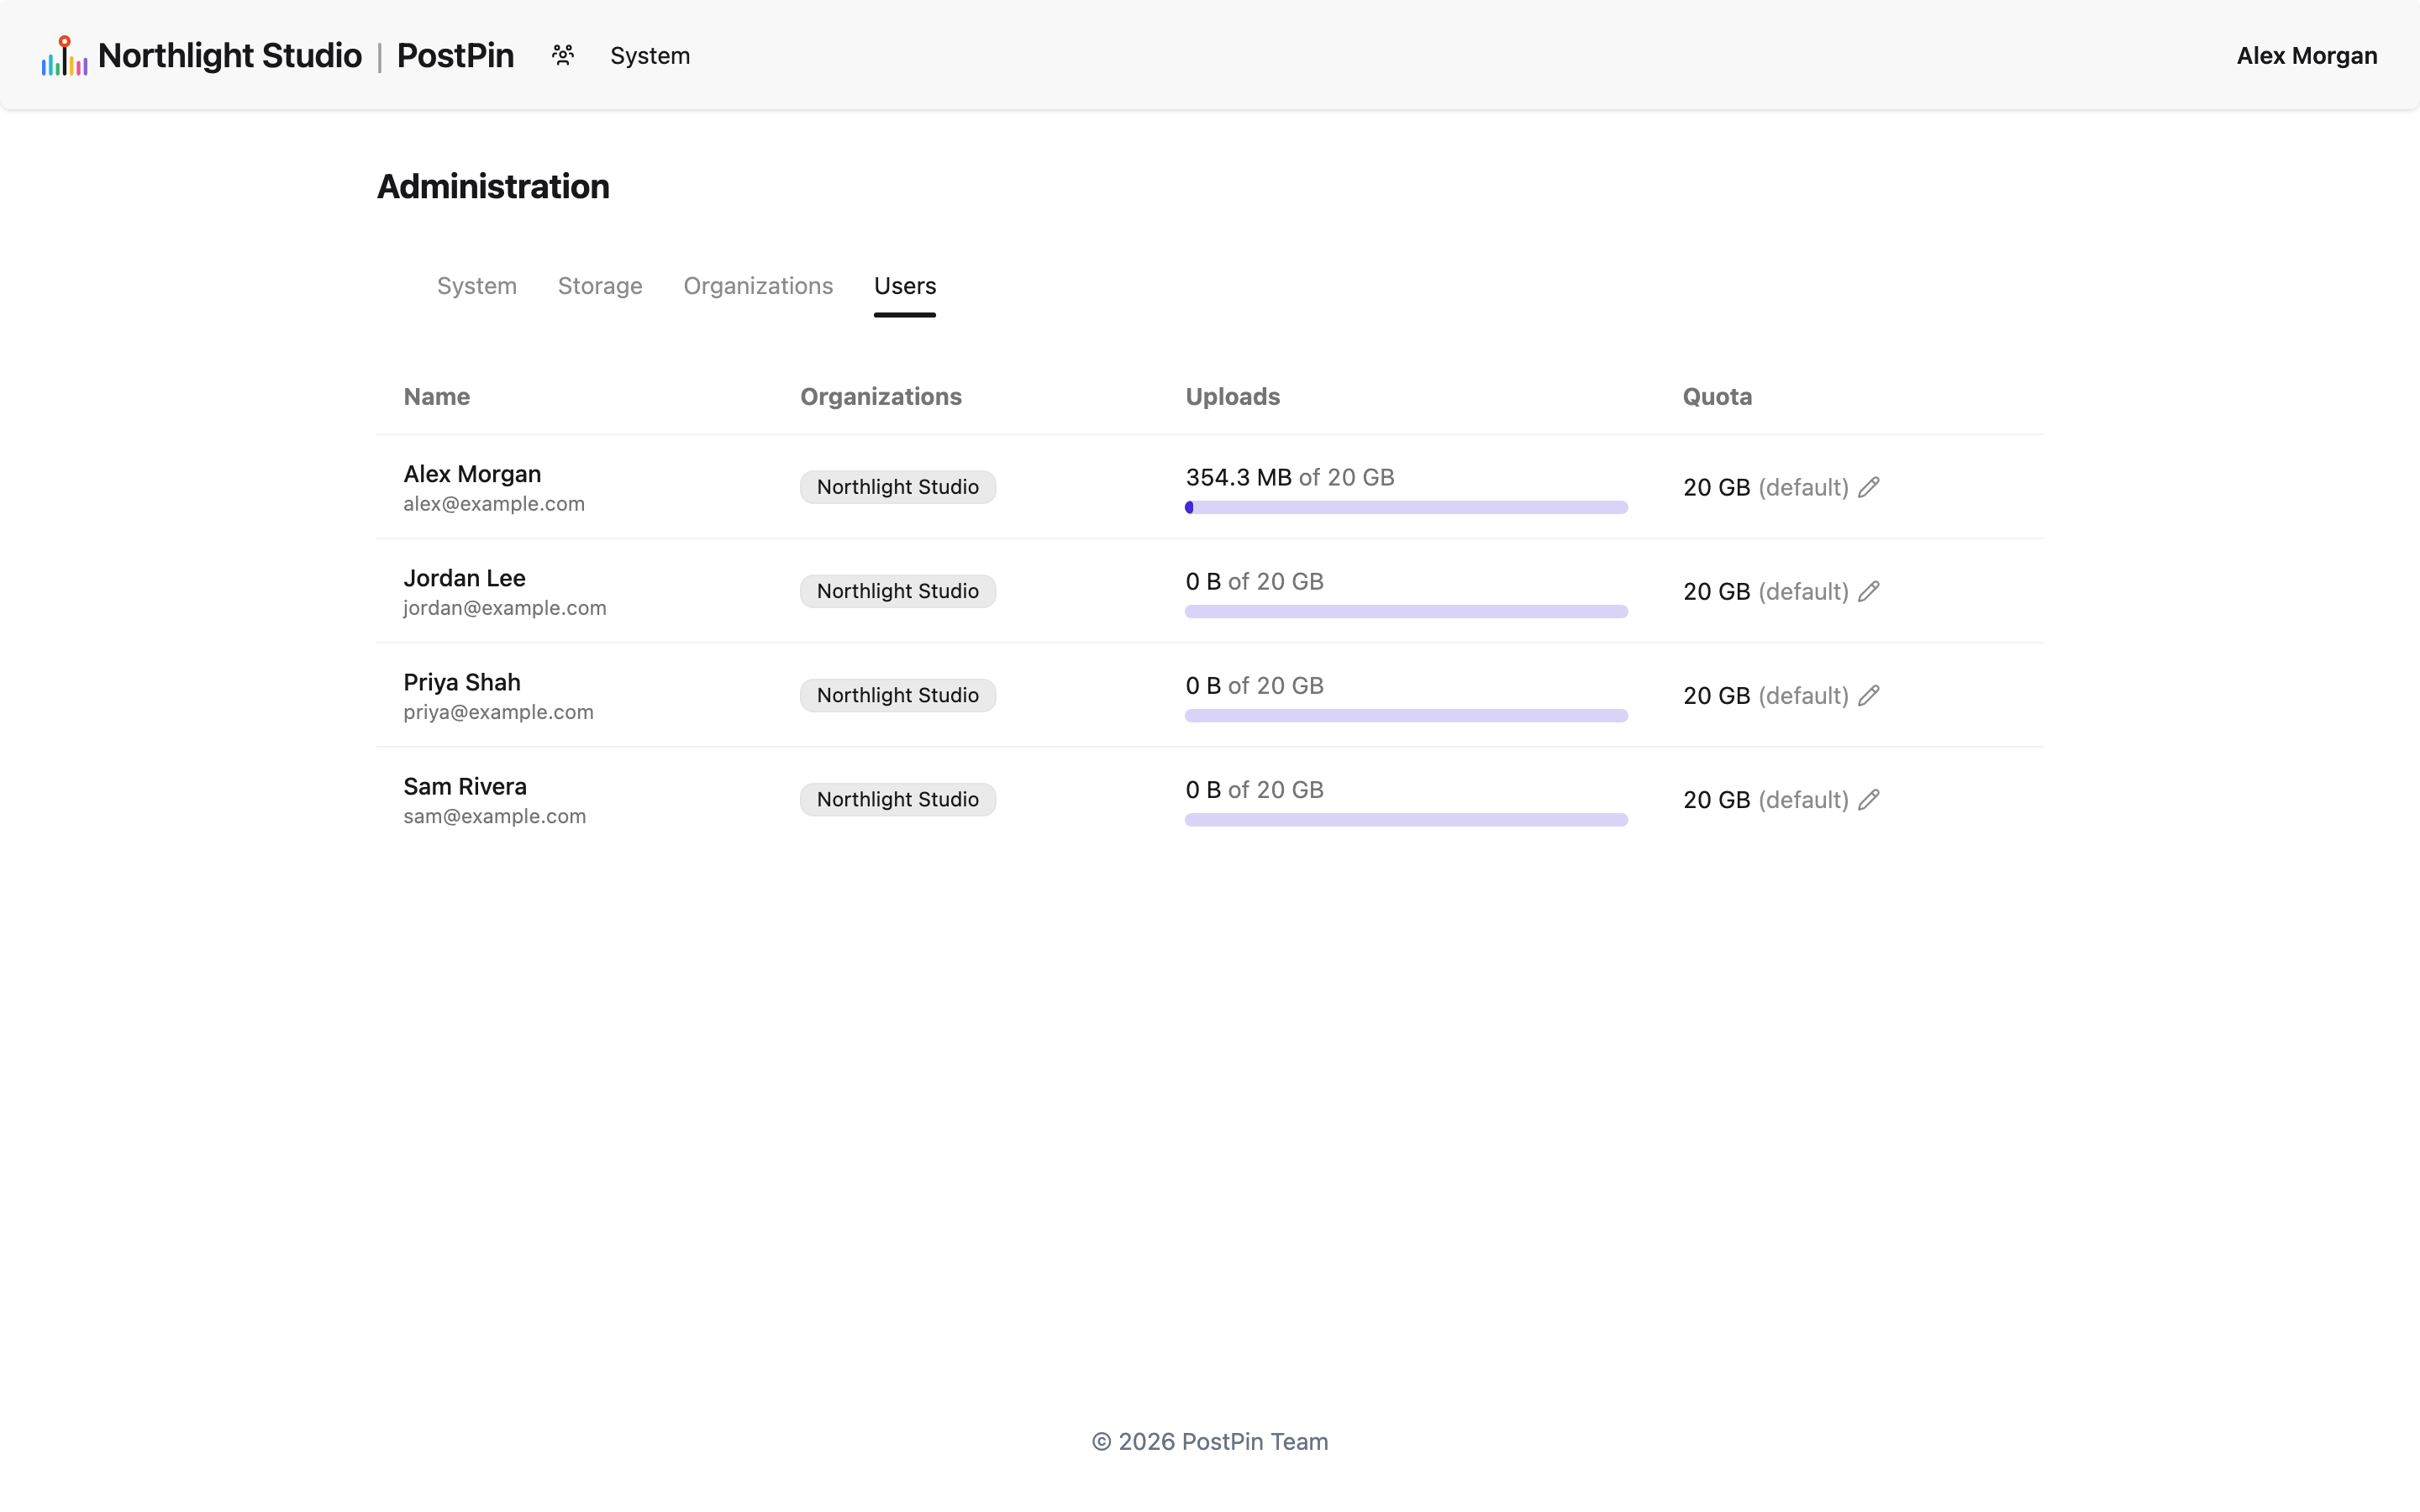 Northlight Studio | PostPin System Alex Morgan
Administration
System Storage Organizations Users
Name Organizations Uploads Quota
Alex Morgan
alex@example.com
Northlight Studio
354.3 MB of 20 GB
20 GB (default)
Jordan Lee
jordan@example.com
Northlight Studio
0 B of 20 GB
20 GB (default)
Priya Shah
priya@example.com
Northlight Studio
0 B of 20 GB
20 GB (default)
Sam Rivera
sam@example.com
Northlight Studio
0 B of 20 GB
20 GB (default)
© 2026 PostPin Team